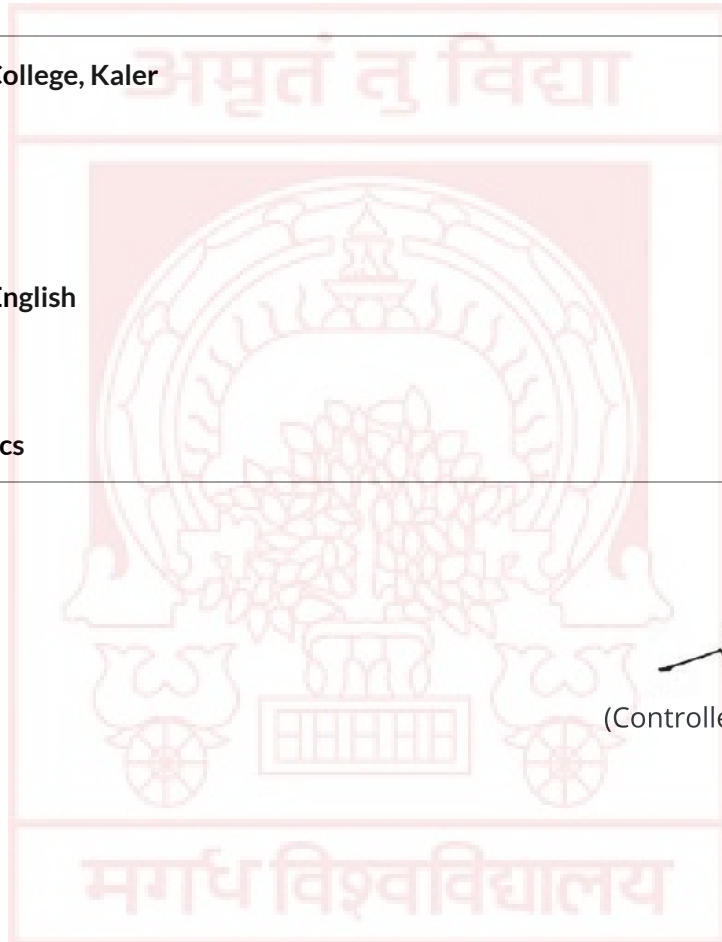 अमृतं तु विद्या
College, Kaler
English
cs
(Controlle
मगध विश्वविद्यालय